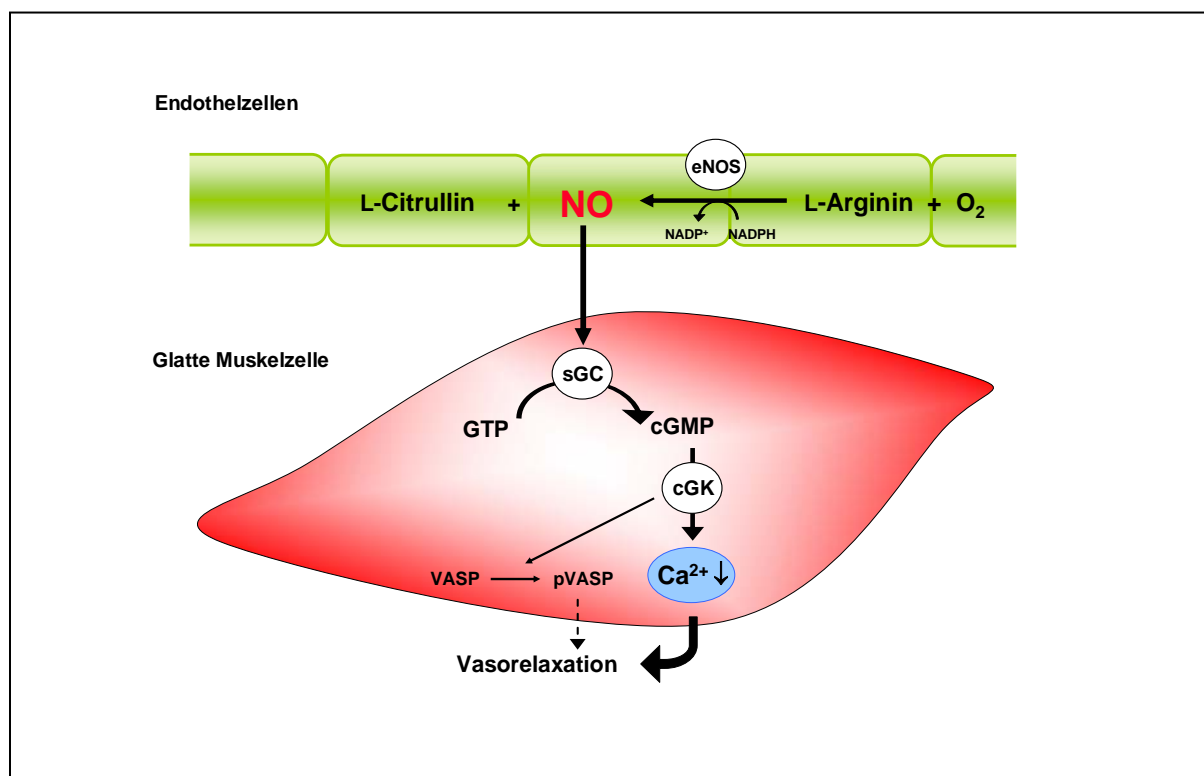 Endothelzellen
eNOS
L-Citrullin + NO L-Arginin + O₂
NADP⁺ NADPH
Glatte Muskelzelle
sGC
GTP cGMP
cGK
VASP pVASP Ca²⁺ ↓
Vasorelaxation